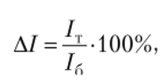 ΔI = Iт/Iб · 100%,